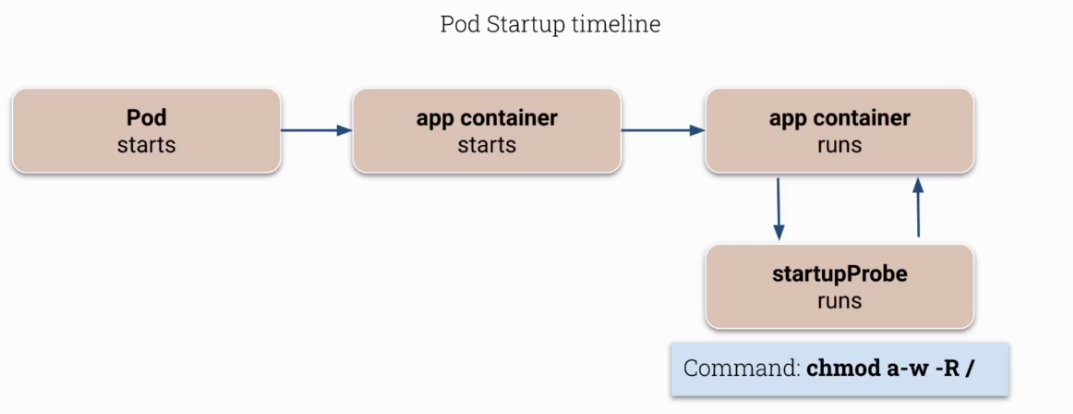 Pod Startup timeline
Pod
starts
app container
starts
app container
runs
startupProbe
runs
Command: chmod a-w -R /